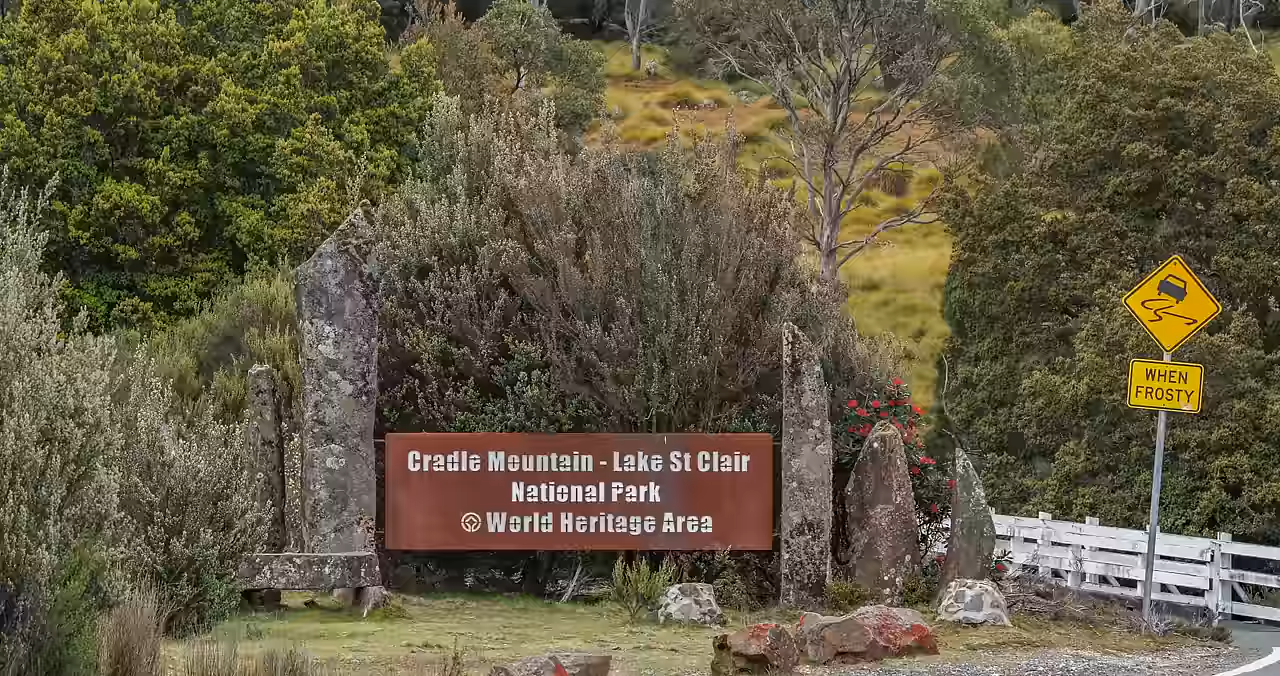 Cradle Mountain - Lake St Clair
National Park
World Heritage Area
WHEN
FROSTY